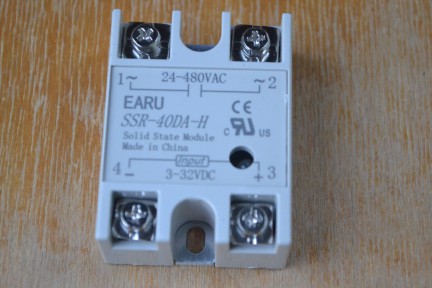 24-480VAC
1~ ~2
EARU CE
SSR-40DA-H
c RU US
Solid State Module
Made in China
4 Input 3
- 3-32VDC +